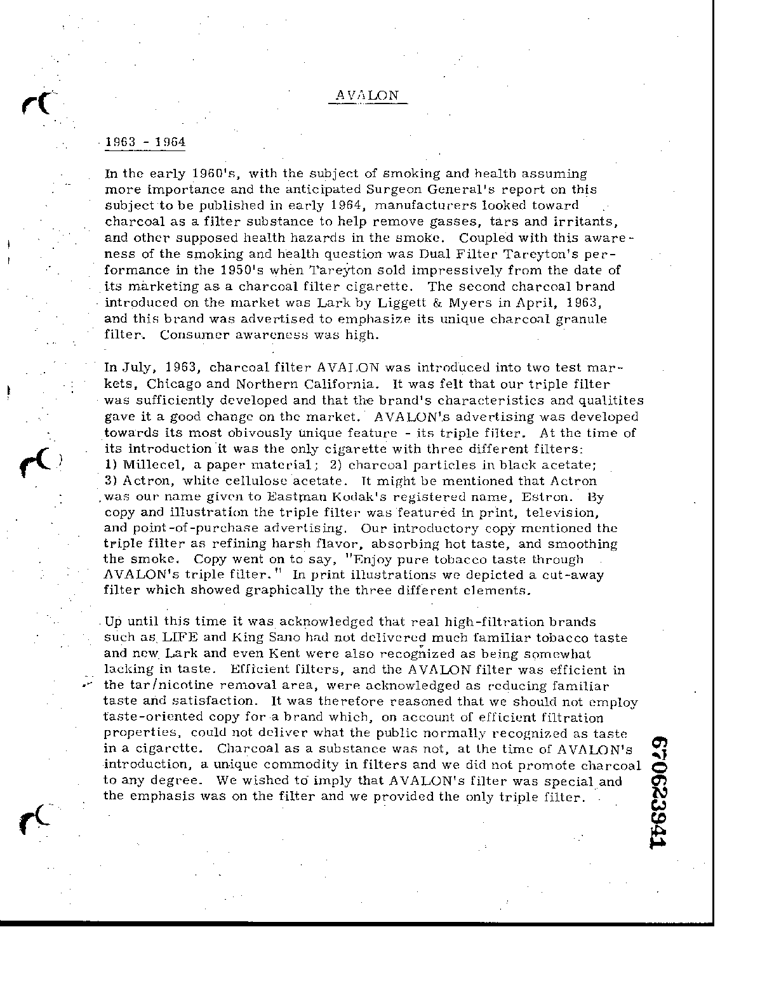 AVALON
1963 - 1964
In the early 1960's, with the subject of smoking and health assuming
more importance and the anticipated Surgeon General's report on this
subject to be published in early 1964, manufacturers looked toward
charcoal as a filter substance to help remove gasses, tars and irritants,
and other supposed health hazards in the smoke. Coupled with this aware-
ness of the smoking and health question was Dual Filter Tareyton's per-
formance in the 1950's when Tareyton sold impressively from the date of
its marketing as a charcoal filter cigarette. The second charcoal brand
introduced on the market was Lark by Liggett & Myers in April, 1963,
and this brand was advertised to emphasize its unique charcoal granule
filter. Consumer awareness was high.
In July, 1963, charcoal filter AVALON was introduced into two test mar-
kets, Chicago and Northern California. It was felt that our triple filter
was sufficiently developed and that the brand's characteristics and qualitites
gave it a good change on the market. AVALON's advertising was developed
towards its most obivously unique feature - its triple filter. At the time of
its introduction it was the only cigarette with three different filters:
1) Millecel, a paper material; 2) charcoal particles in black acetate;
3) Actron, white cellulose acetate. It might be mentioned that Actron
was our name given to Eastman Kodak's registered name, Estron. By
copy and illustration the triple filter was featured in print, television,
and point-of-purchase advertising. Our introductory copy mentioned the
triple filter as refining harsh flavor, absorbing hot taste, and smoothing
the smoke. Copy went on to say, "Enjoy pure tobacco taste through
AVALON's triple filter." In print illustrations we depicted a cut-away
filter which showed graphically the three different elements.
Up until this time it was acknowledged that real high-filtration brands
such as LIFE and King Sano had not delivered much familiar tobacco taste
and new Lark and even Kent were also recognized as being somewhat
lacking in taste. Efficient filters, and the AVALON filter was efficient in
the tar/nicotine removal area, were acknowledged as reducing familiar
taste and satisfaction. It was therefore reasoned that we should not employ
taste-oriented copy for a brand which, on account of efficient filtration
properties, could not deliver what the public normally recognized as taste
in a cigarette. Charcoal as a substance was not, at the time of AVALON's
introduction, a unique commodity in filters and we did not promote charcoal
to any degree. We wished to imply that AVALON's filter was special and
the emphasis was on the filter and we provided the only triple filter.
670623941